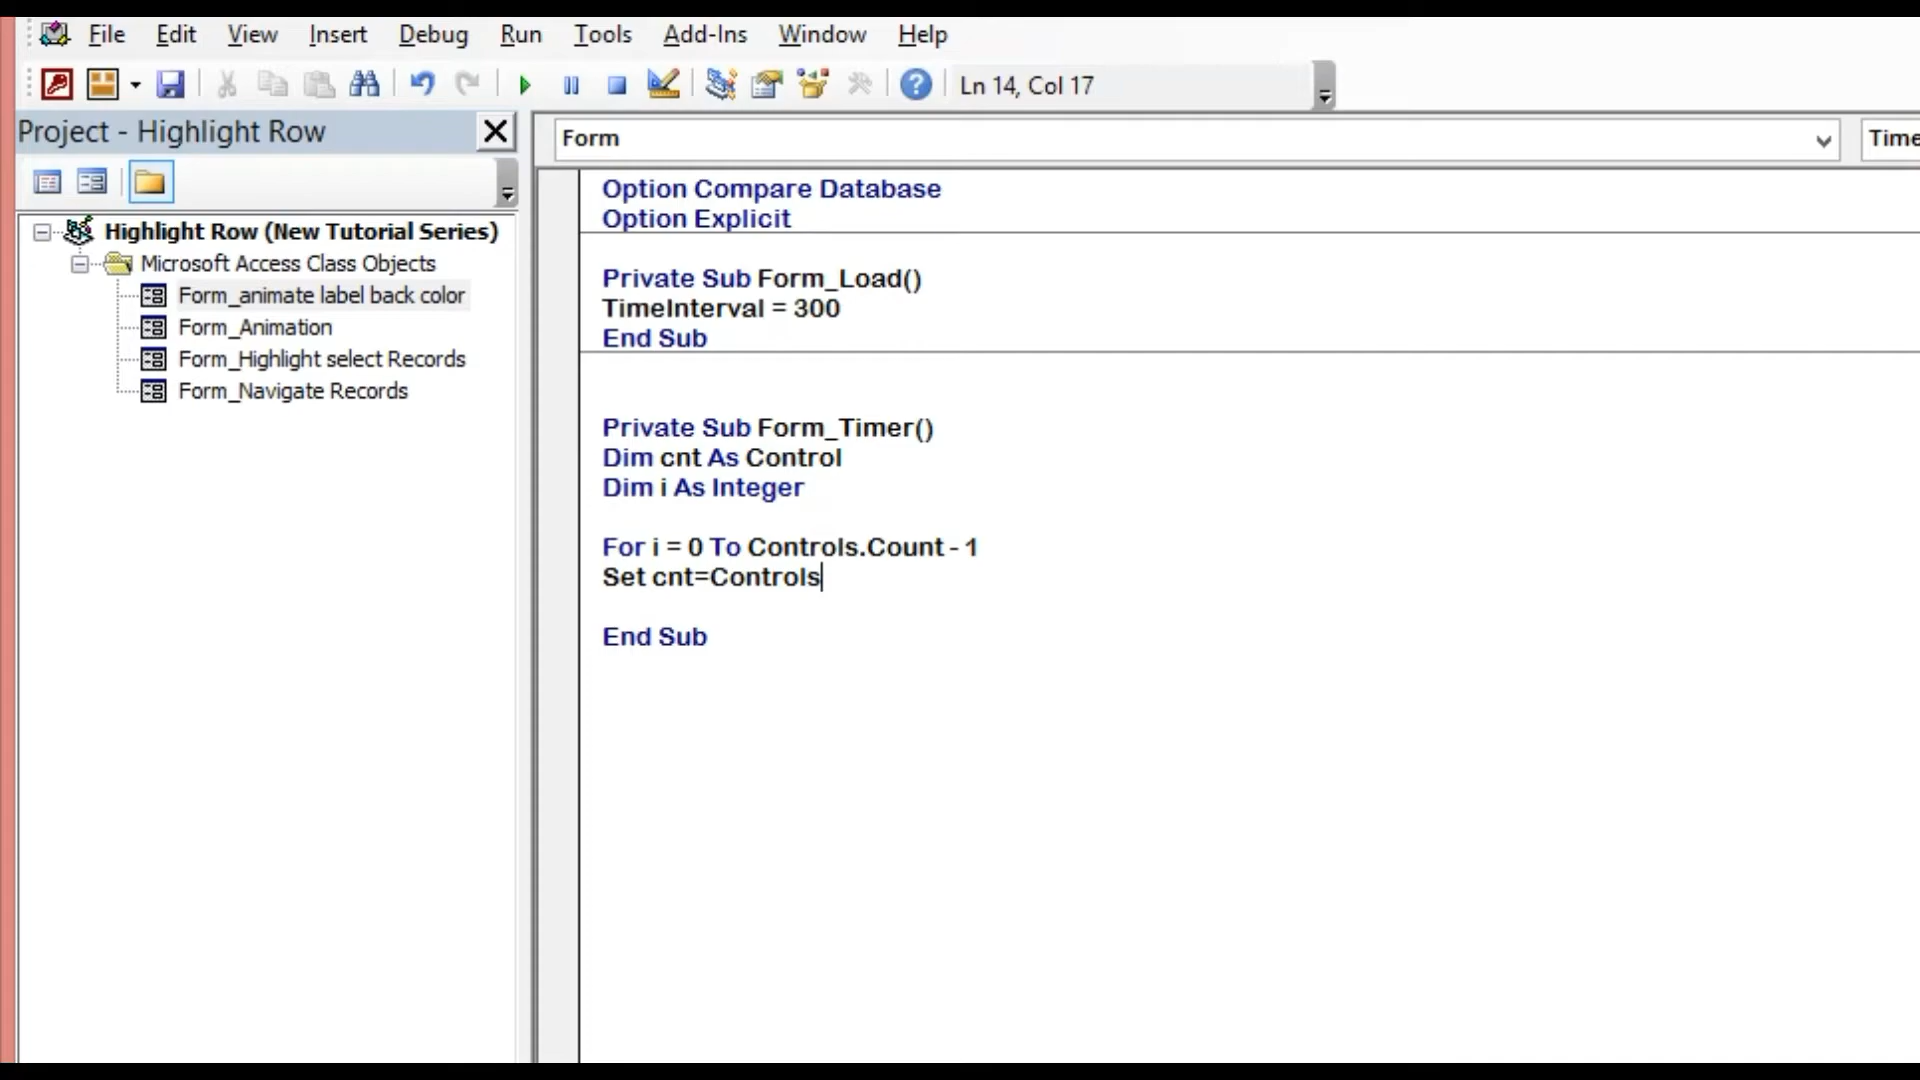 File Edit View Insert Debug Run Tools Add-Ins Window Help
Ln 14, Col 17
Project - Highlight Row
Form
Time
Highlight Row (New Tutorial Series)
Microsoft Access Class Objects
Form_animate label back color
Form_Animation
Form_Highlight select Records
Form_Navigate Records
Option Compare Database
Option Explicit
Private Sub Form_Load()
TimeInterval = 300
End Sub
Private Sub Form_Timer()
Dim cnt As Control
Dim i As Integer
For i = 0 To Controls.Count - 1
Set cnt=Controls
End Sub